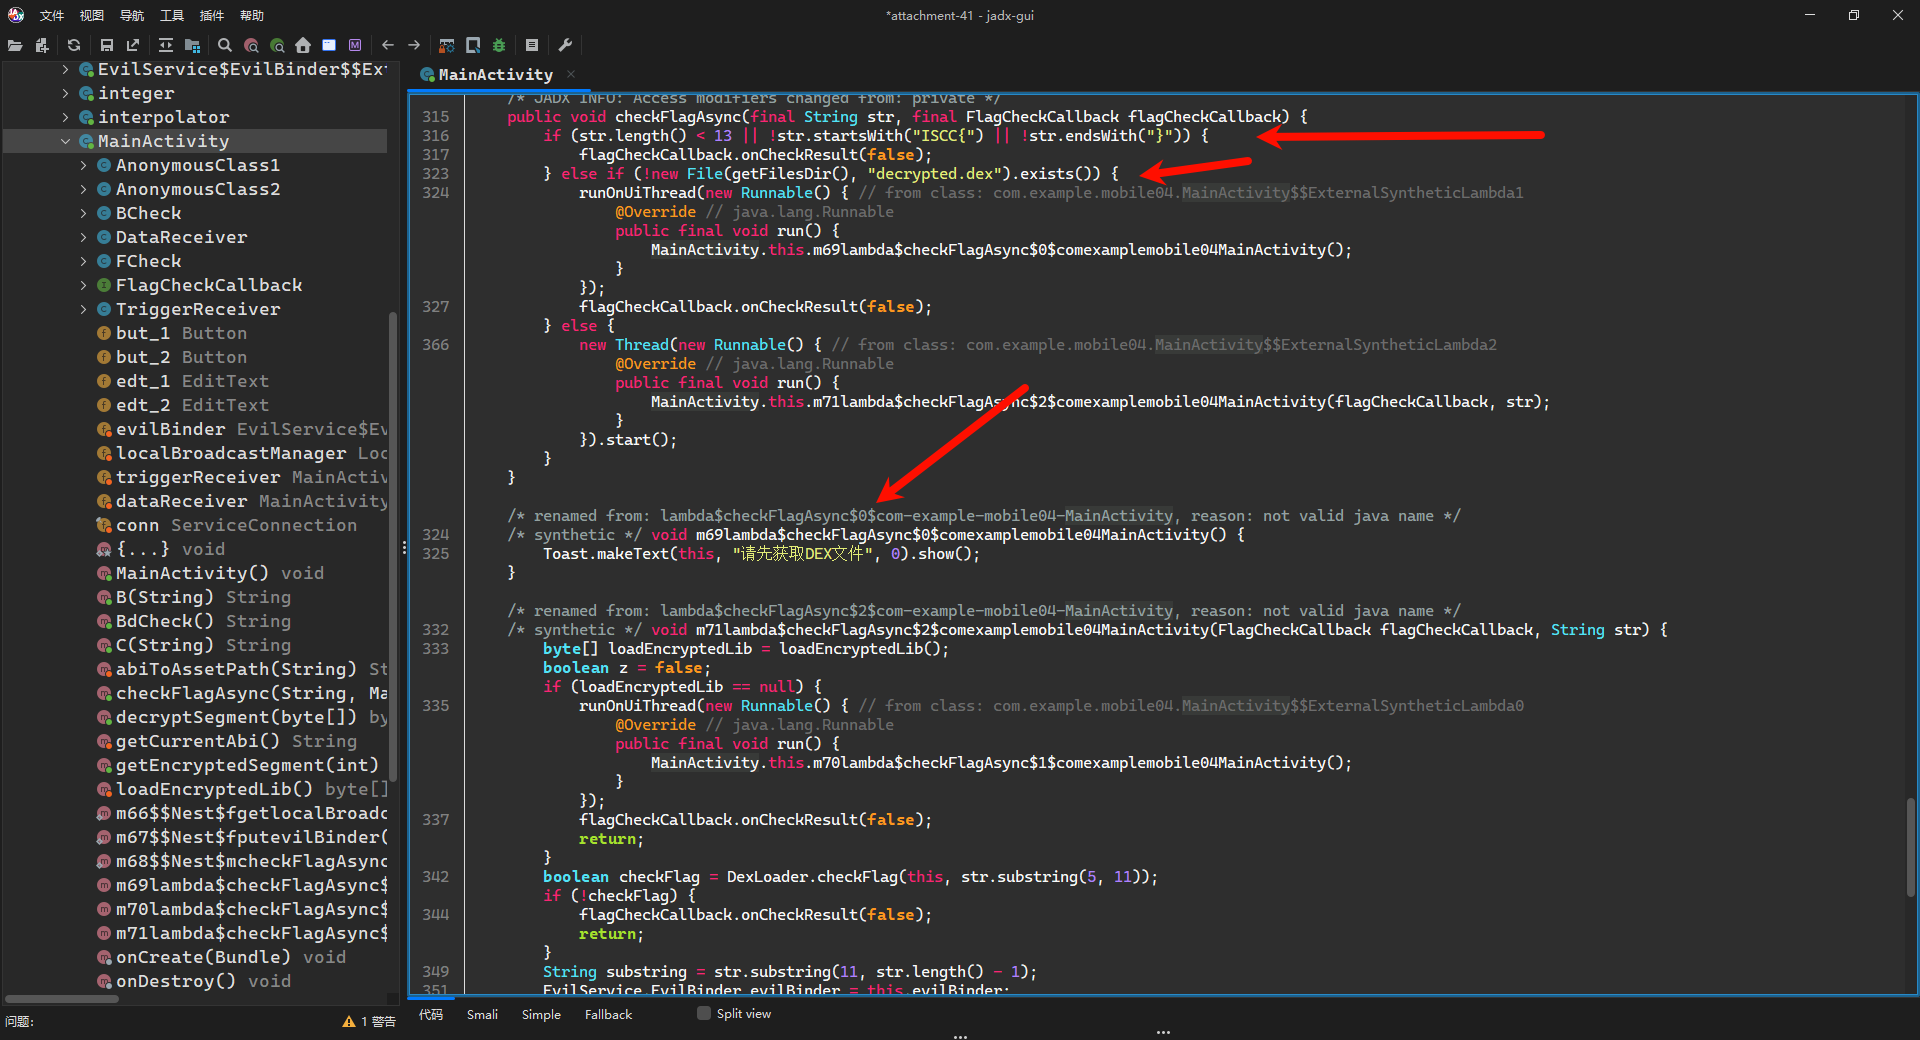 文件 视图 导航 工具 插件 帮助
*attachment-41 - jadx-gui
EvilService$EvilBinder$$Ex
integer
interpolator
MainActivity
AnonymousClass1
AnonymousClass2
BCheck
DataReceiver
FCheck
FlagCheckCallback
TriggerReceiver
but_1 Button
but_2 Button
edt_1 EditText
edt_2 EditText
evilBinder EvilService$Ev
localBroadcastManager Loc
triggerReceiver MainActiv
dataReceiver MainActivity
conn ServiceConnection
{...} void
MainActivity() void
B(String) String
BdCheck() String
C(String) String
abiToAssetPath(String) St
checkFlagAsync(String, Ma
decryptSegment(byte[]) by
getCurrentAbi() String
getEncryptedSegment(int)
loadEncryptedLib() byte[]
m66$$Nest$fgetlocalBroadc
m67$$Nest$fputevilBinder(
m68$$Nest$mcheckFlagAsync
m69lambda$checkFlagAsync$
m70lambda$checkFlagAsync$
m71lambda$checkFlagAsync$
onCreate(Bundle) void
onDestroy() void
问题:
1 警告
MainActivity
/* JADX INFO: Access modifiers changed from: private */
315 public void checkFlagAsync(final String str, final FlagCheckCallback flagCheckCallback) {
316 if (str.length() < 13 || !str.startsWith("ISCC{") || !str.endsWith("}")) {
317 flagCheckCallback.onCheckResult(false);
323 } else if (!new File(getFilesDir(), "decrypted.dex").exists()) {
324 runOnUiThread(new Runnable() { // from class: com.example.mobile04.MainActivity$$ExternalSyntheticLambda1
@Override // java.lang.Runnable
public final void run() {
MainActivity.this.m69lambda$checkFlagAsync$0$comexamplemobile04MainActivity();
}
});
327 flagCheckCallback.onCheckResult(false);
} else {
366 new Thread(new Runnable() { // from class: com.example.mobile04.MainActivity$$ExternalSyntheticLambda2
@Override // java.lang.Runnable
public final void run() {
MainActivity.this.m71lambda$checkFlagAsync$2$comexamplemobile04MainActivity(flagCheckCallback, str);
}
}).start();
}
}
/* renamed from: lambda$checkFlagAsync$0$com-example-mobile04-MainActivity, reason: not valid java name */
324 /* synthetic */ void m69lambda$checkFlagAsync$0$comexamplemobile04MainActivity() {
325 Toast.makeText(this, "请先获取DEX文件", 0).show();
}
/* renamed from: lambda$checkFlagAsync$2$com-example-mobile04-MainActivity, reason: not valid java name */
332 /* synthetic */ void m71lambda$checkFlagAsync$2$comexamplemobile04MainActivity(FlagCheckCallback flagCheckCallback, String str) {
333 byte[] loadEncryptedLib = loadEncryptedLib();
boolean z = false;
if (loadEncryptedLib == null) {
335 runOnUiThread(new Runnable() { // from class: com.example.mobile04.MainActivity$$ExternalSyntheticLambda0
@Override // java.lang.Runnable
public final void run() {
MainActivity.this.m70lambda$checkFlagAsync$1$comexamplemobile04MainActivity();
}
});
337 flagCheckCallback.onCheckResult(false);
return;
}
342 boolean checkFlag = DexLoader.checkFlag(this, str.substring(5, 11));
if (!checkFlag) {
344 flagCheckCallback.onCheckResult(false);
return;
}
349 String substring = str.substring(11, str.length() - 1);
351 EvilService.EvilBinder evilBinder = this.evilBinder;
代码 Smali Simple Fallback Split view